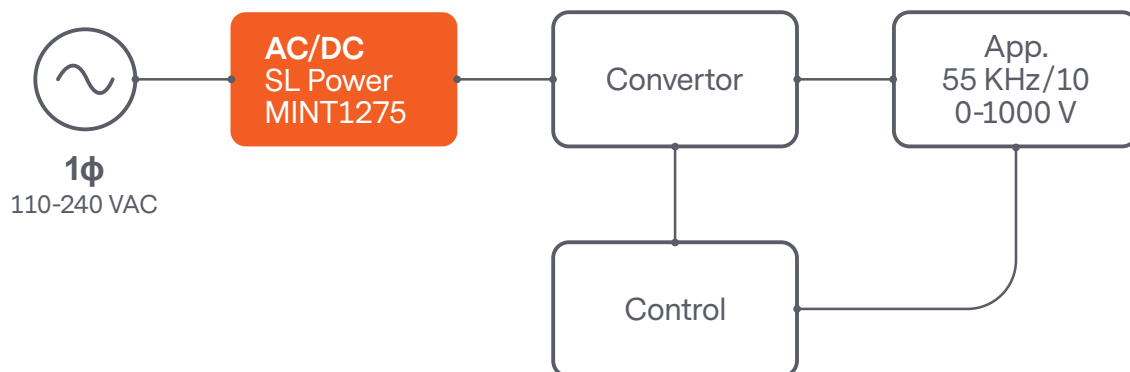 1ϕ
110-240 VAC
AC/DC
SL Power
MINT1275
Convertor
App.
55 KHz/10
0-1000 V
Control